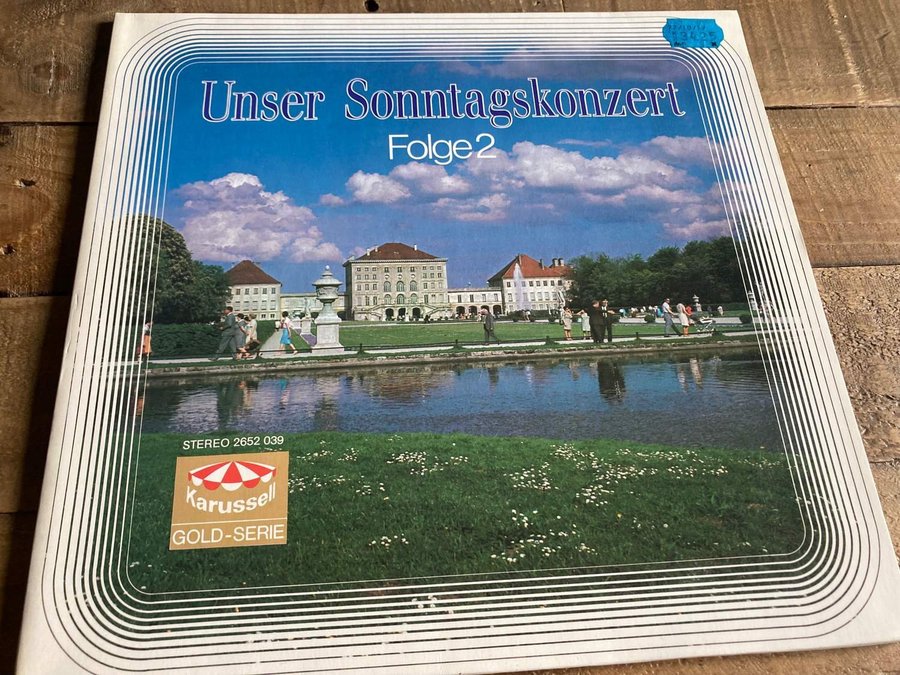 Unser Sonntagskonzert
Folge 2
STEREO 2652 039
Karussell
GOLD-SERIE